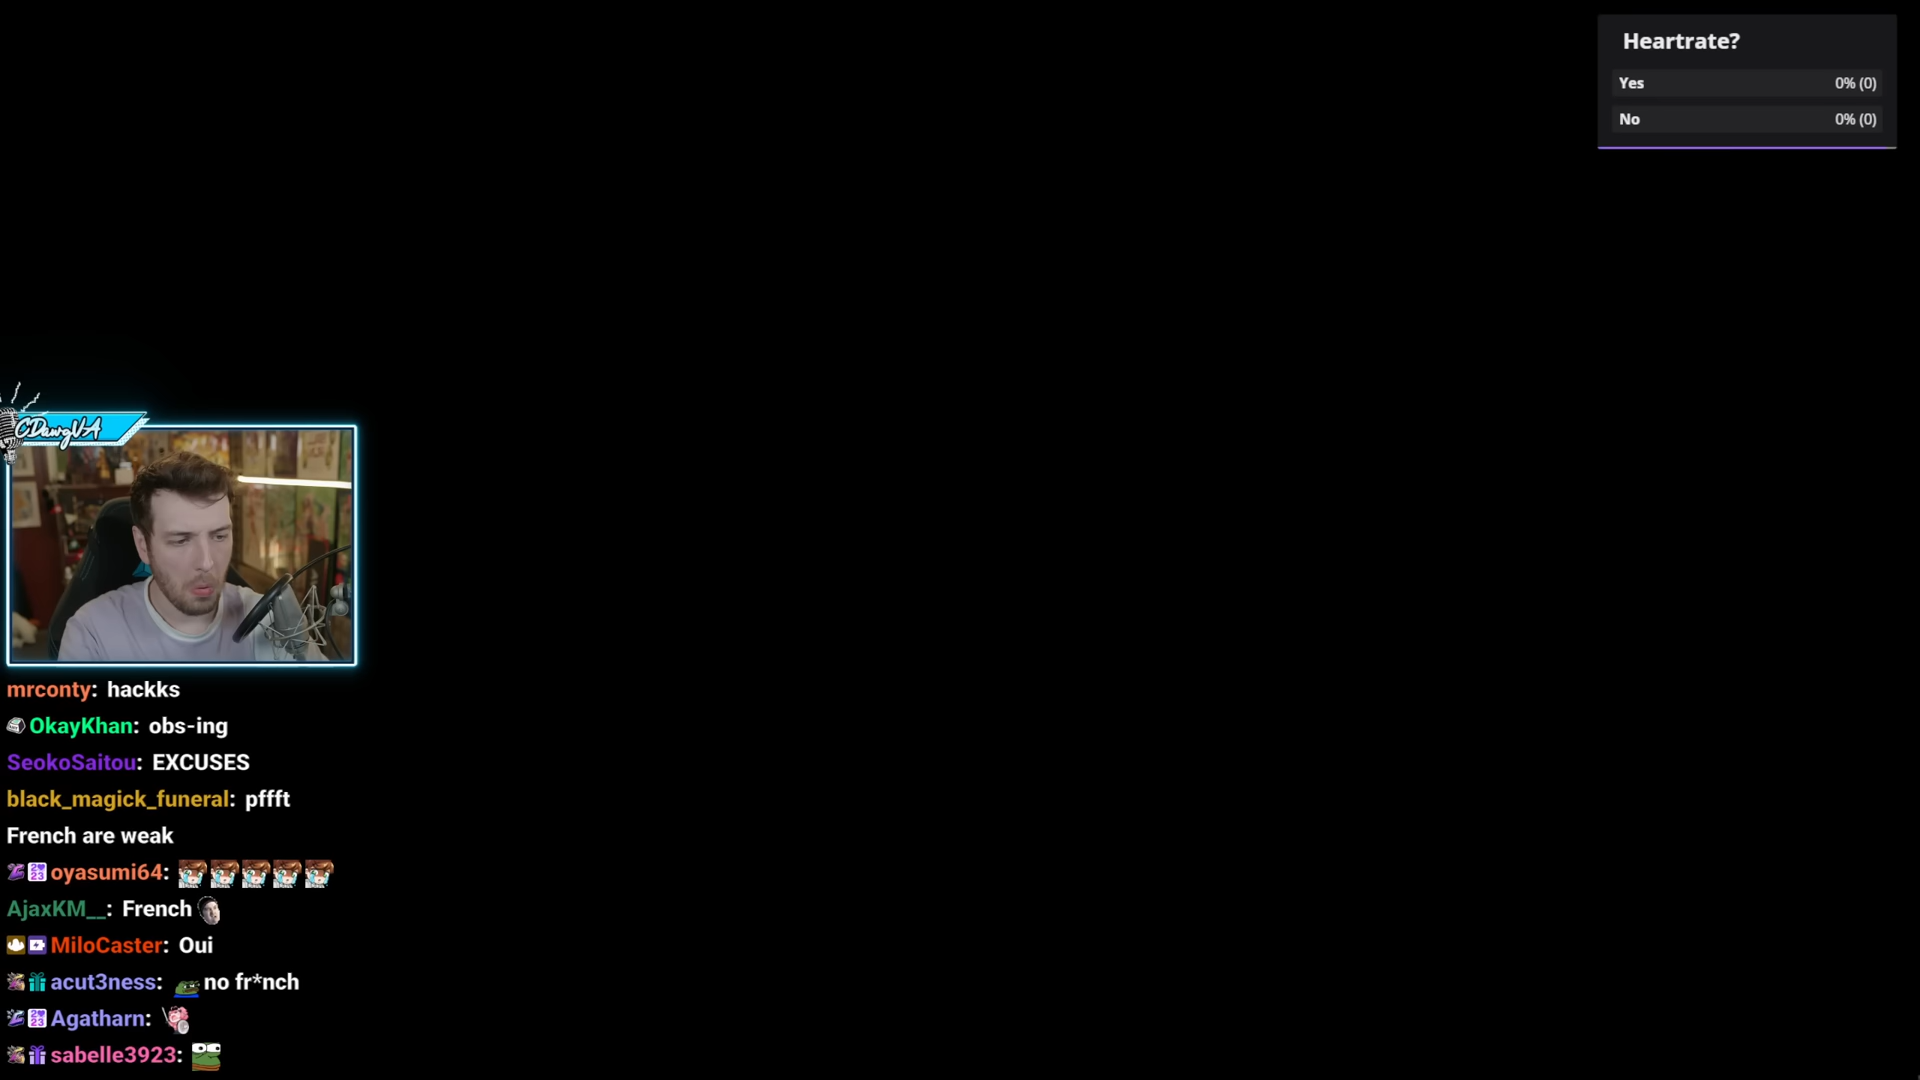 Heartrate?
Yes 0% (0)
No 0% (0)
CDawgVA
mrconty: hackks
OkayKhan: obs-ing
SeokoSaitou: EXCUSES
black_magick_funeral: pffft
French are weak
oyasumi64:
AjaxKM__: French
MiloCaster: Oui
acut3ness: no fr*nch
Agatharn:
sabelle3923: